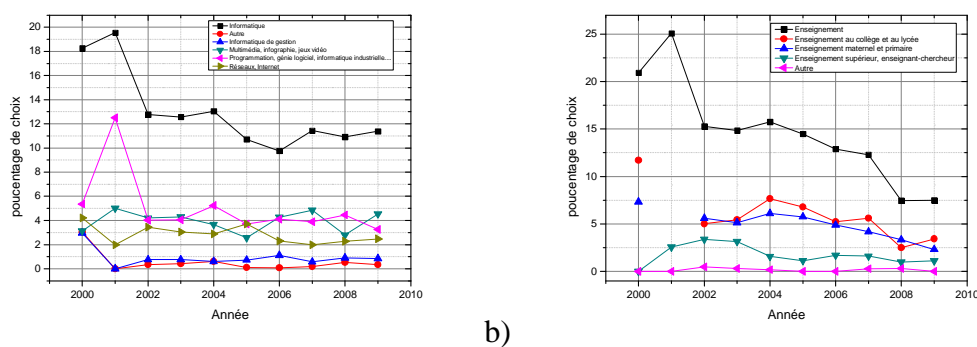 Informatique
Autre
Informatique de gestion
Multimédia, infographie, jeux vidéo
Programmation, génie logiciel, informatique industrielle....
Réseaux, Internet
poucentage de choix
20
18
16
14
12
10
8
6
4
2
0
2000 2002 2004 2006 2008 2010
Année
b)
Enseignement
Enseignement au collège et au lycée
Enseignement maternel et primaire
Enseignement supérieur, enseignant-chercheur
Autre
poucentage de choix
25
20
15
10
5
0
2000 2002 2004 2006 2008 2010
Année